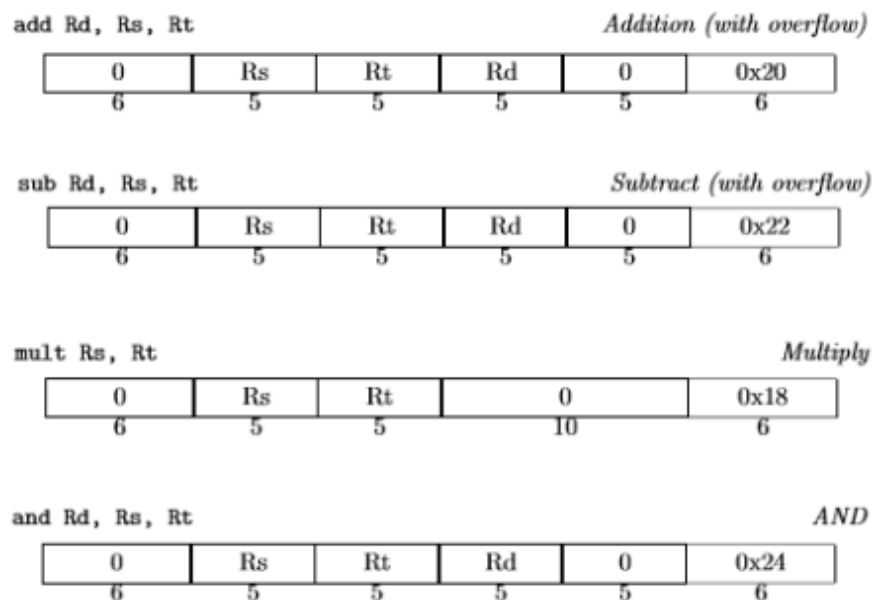 add Rd, Rs, Rt Addition (with overflow)
0 Rs Rt Rd 0 0x20
6 5 5 5 5 6
sub Rd, Rs, Rt Subtract (with overflow)
0 Rs Rt Rd 0 0x22
6 5 5 5 5 6
mult Rs, Rt Multiply
0 Rs Rt 0 0x18
6 5 5 10 6
and Rd, Rs, Rt AND
0 Rs Rt Rd 0 0x24
6 5 5 5 5 6